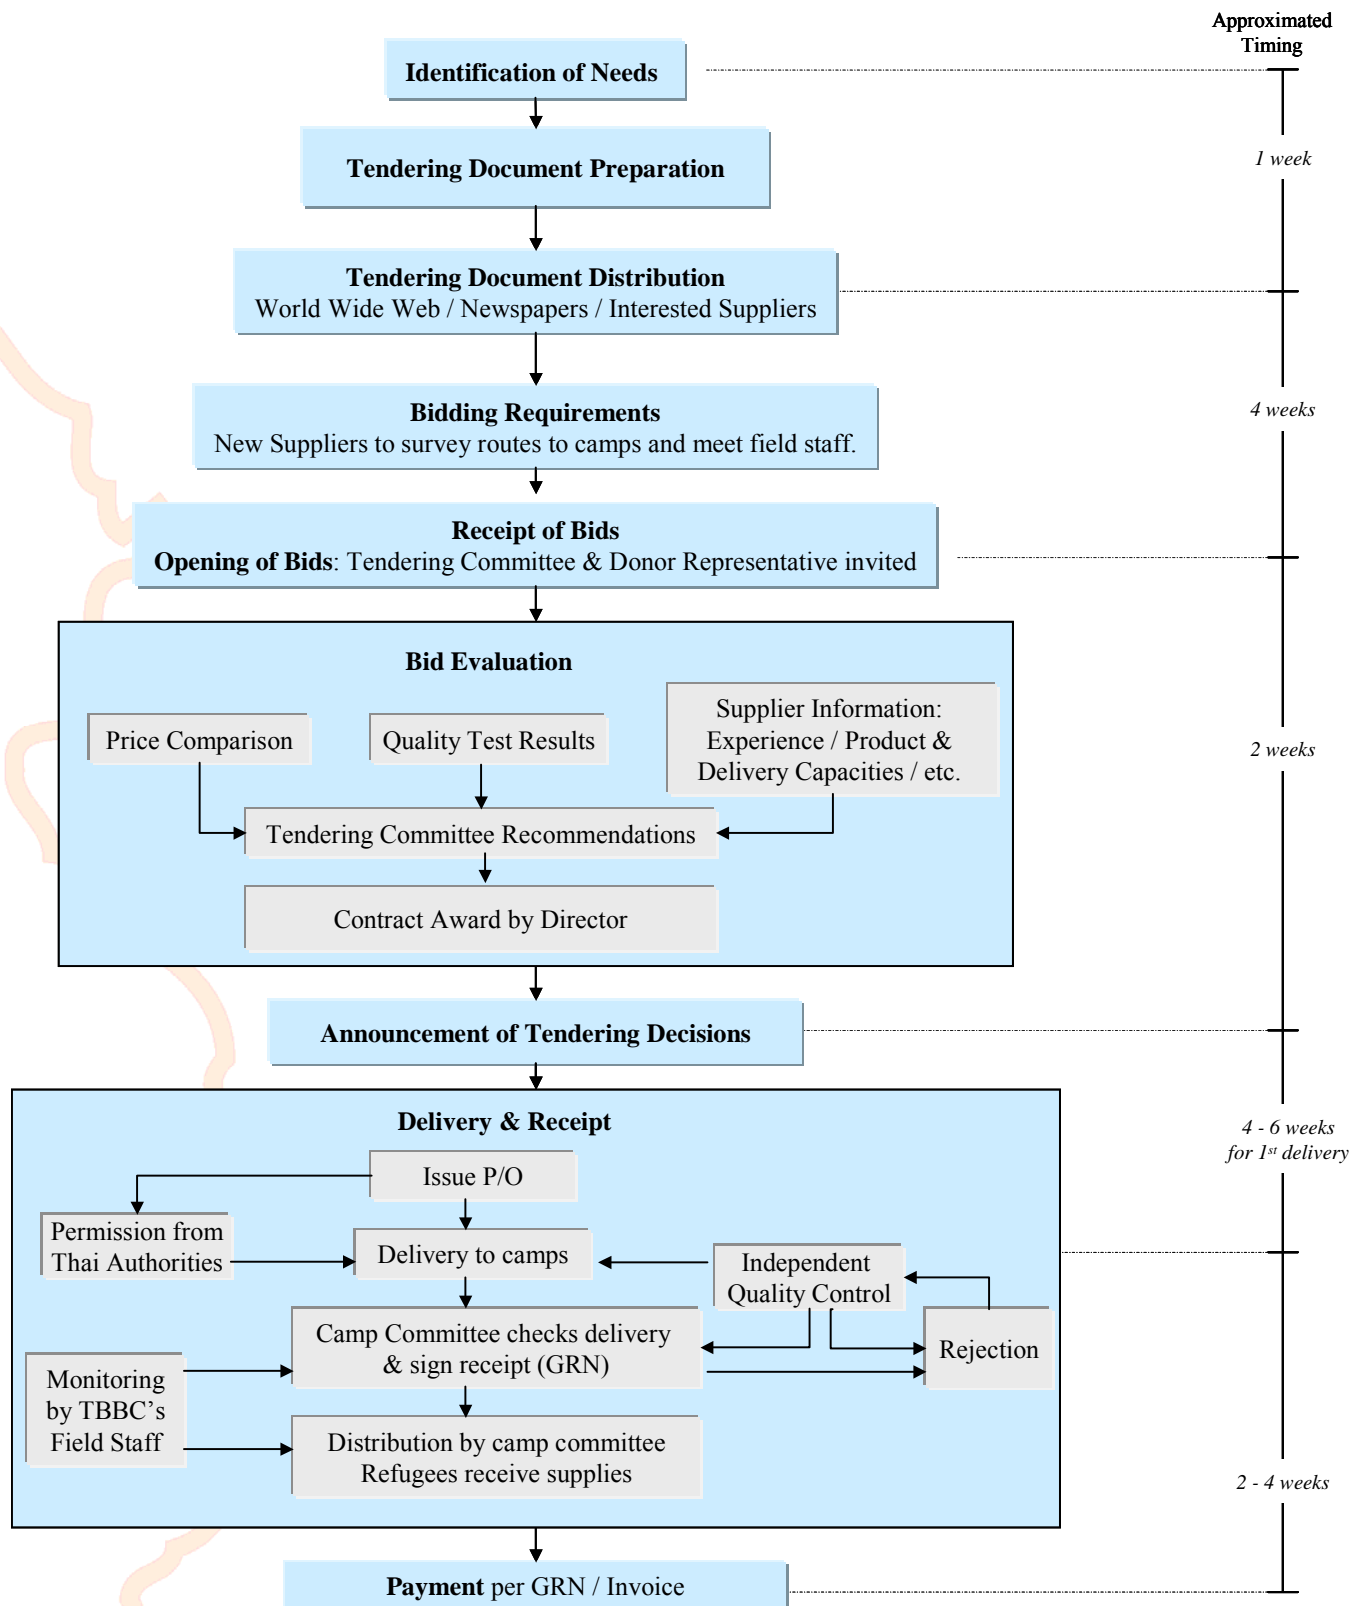 Approximated
Timing
Identification of Needs
Tendering Document Preparation
1 week
Tendering Document Distribution
World Wide Web / Newspapers / Interested Suppliers
Bidding Requirements
New Suppliers to survey routes to camps and meet field staff.
4 weeks
Receipt of Bids
Opening of Bids: Tendering Committee & Donor Representative invited
Bid Evaluation
Price Comparison
Quality Test Results
Supplier Information:
Experience / Product &
Delivery Capacities / etc.
2 weeks
Tendering Committee Recommendations
Contract Award by Director
Announcement of Tendering Decisions
Delivery & Receipt
4 - 6 weeks
for 1st delivery
Issue P/O
Permission from
Thai Authorities
Delivery to camps
Independent
Quality Control
Camp Committee checks delivery
& sign receipt (GRN)
Rejection
Monitoring
by TBBC's
Field Staff
Distribution by camp committee
Refugees receive supplies
2 - 4 weeks
Payment per GRN / Invoice